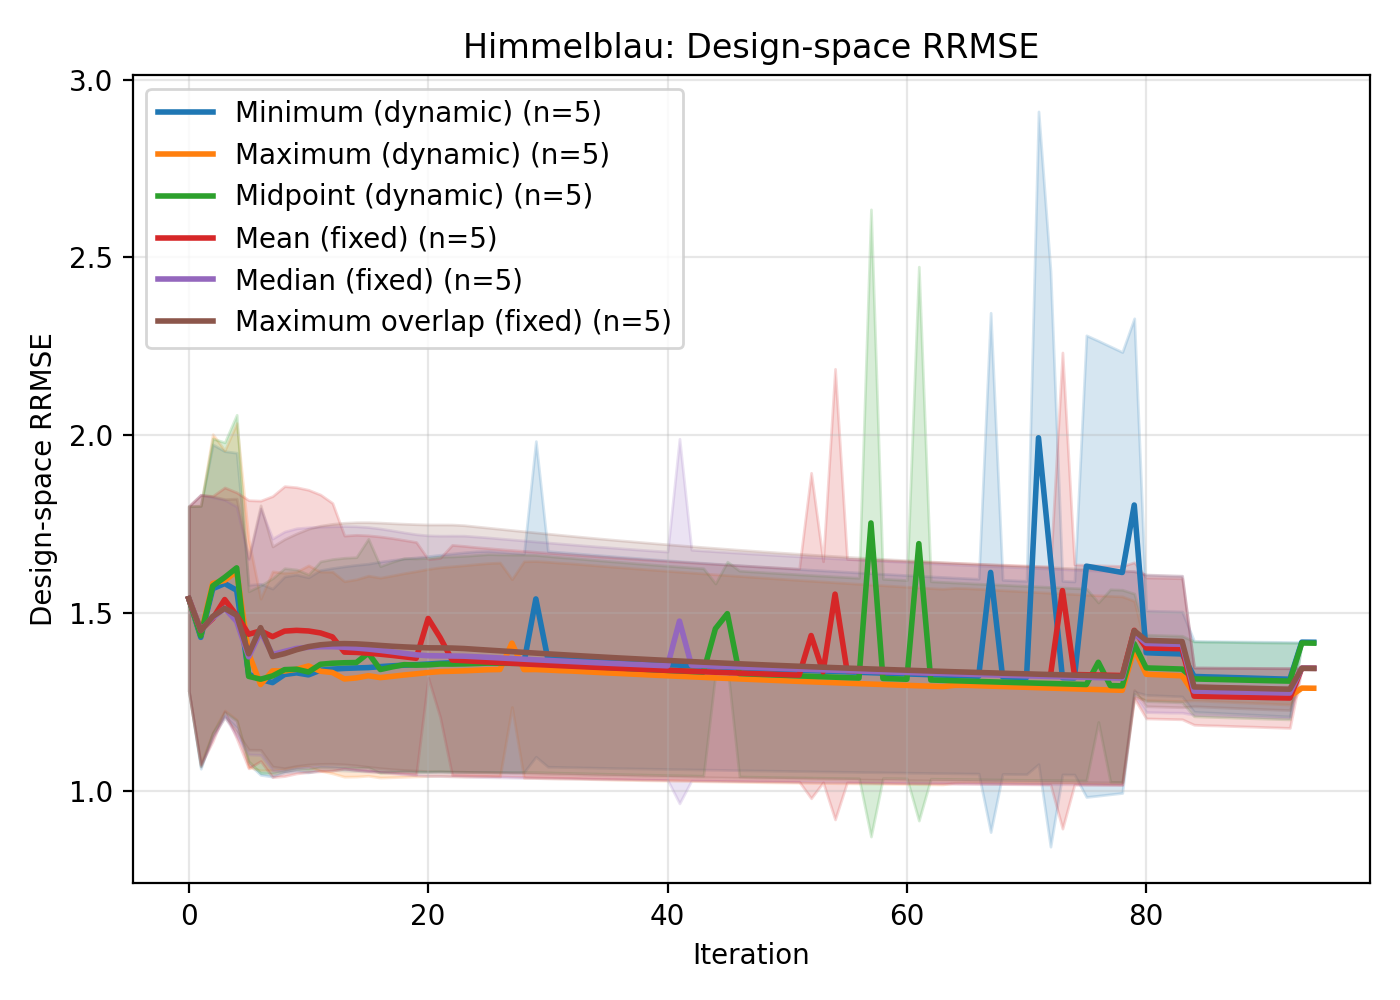 Himmelblau: Design-space RRMSE
3.0
2.5
2.0
1.5
1.0
Design-space RRMSE
Minimum (dynamic) (n=5)
Maximum (dynamic) (n=5)
Midpoint (dynamic) (n=5)
Mean (fixed) (n=5)
Median (fixed) (n=5)
Maximum overlap (fixed) (n=5)
0 20 40 60 80
Iteration